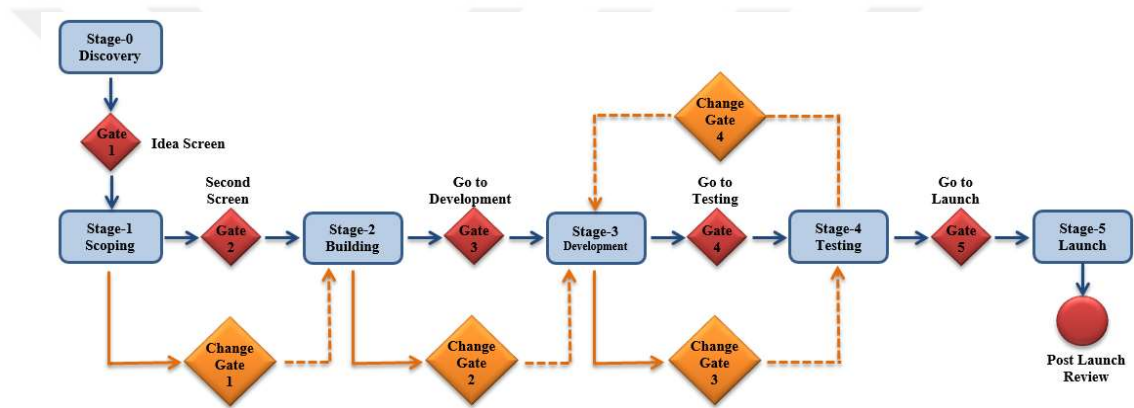 Stage-0
Discovery
Gate
1
Idea Screen
Change
Gate
4
Second
Screen
Go to
Development
Go to
Testing
Go to
Launch
Stage-1
Scoping
Gate
2
Stage-2
Building
Gate
3
Stage-3
Development
Gate
4
Stage-4
Testing
Gate
5
Stage-5
Launch
Change
Gate
1
Change
Gate
2
Change
Gate
3
Post Launch
Review